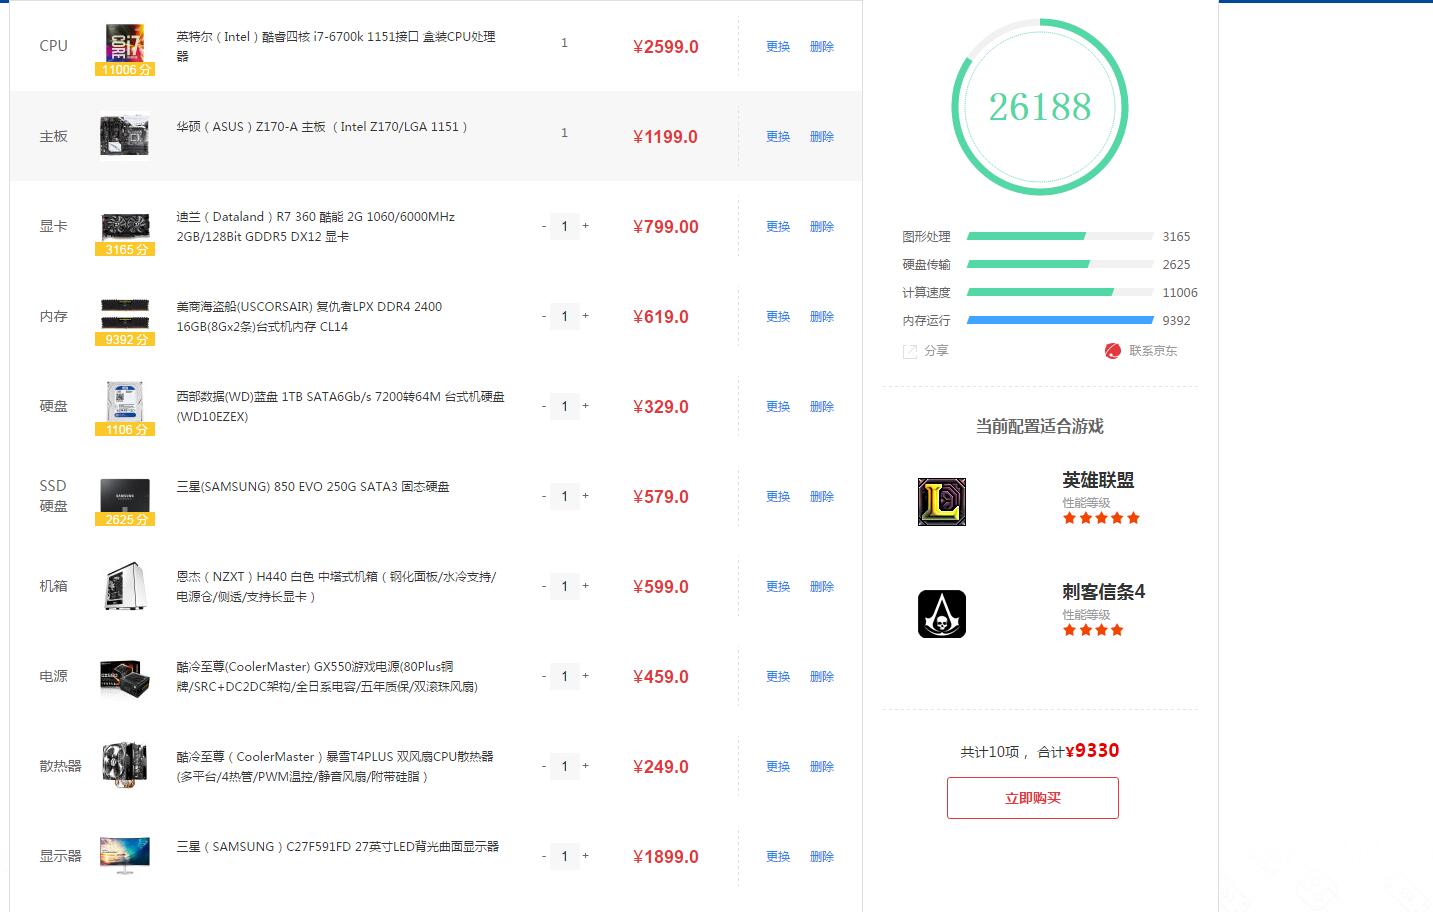 CPU
11006 分
英特尔（Intel）酷睿四核 i7-6700k 1151接口 盒装CPU处理
器
1
¥2599.0
更换 删除
主板
华硕（ASUS）Z170-A 主板 （Intel Z170/LGA 1151 ）
1
¥1199.0
更换 删除
显卡
3165 分
迪兰（Dataland）R7 360 酷能 2G 1060/6000MHz
2GB/128Bit GDDR5 DX12 显卡
- 1 +
¥799.00
更换 删除
内存
9392 分
美商海盗船(USCORSAIR) 复仇者LPX DDR4 2400
16GB(8Gx2条)台式机内存 CL14
- 1 +
¥619.0
更换 删除
硬盘
1106 分
西部数据(WD)蓝盘 1TB SATA6Gb/s 7200转64M 台式机硬盘
(WD10EZEX)
- 1 +
¥329.0
更换 删除
SSD
硬盘
SAMSUNG
2625 分
三星(SAMSUNG) 850 EVO 250G SATA3 固态硬盘
- 1 +
¥579.0
更换 删除
机箱
恩杰（NZXT）H440 白色 中塔式机箱（钢化面板/水冷支持/
电源仓/侧透/支持长显卡 ）
- 1 +
¥599.0
更换 删除
电源
酷冷至尊(CoolerMaster) GX550游戏电源(80Plus铜
牌/SRC+DC2DC架构/全日系电容/五年质保/双滚珠风扇)
- 1 +
¥459.0
更换 删除
散热器
酷冷至尊（CoolerMaster）暴雪T4PLUS 双风扇CPU散热器
(多平台/4热管/PWM温控/静音风扇/附带硅脂 ）
- 1 +
¥249.0
更换 删除
显示器
三星（SAMSUNG）C27F591FD 27英寸LED背光曲面显示器
- 1 +
¥1899.0
更换 删除
26188
图形处理 3165
硬盘传输 2625
计算速度 11006
内存运行 9392
分享 联系京东
当前配置适合游戏
L
英雄联盟
性能等级
刺客信条4
性能等级
共计10项， 合计¥9330
立即购买